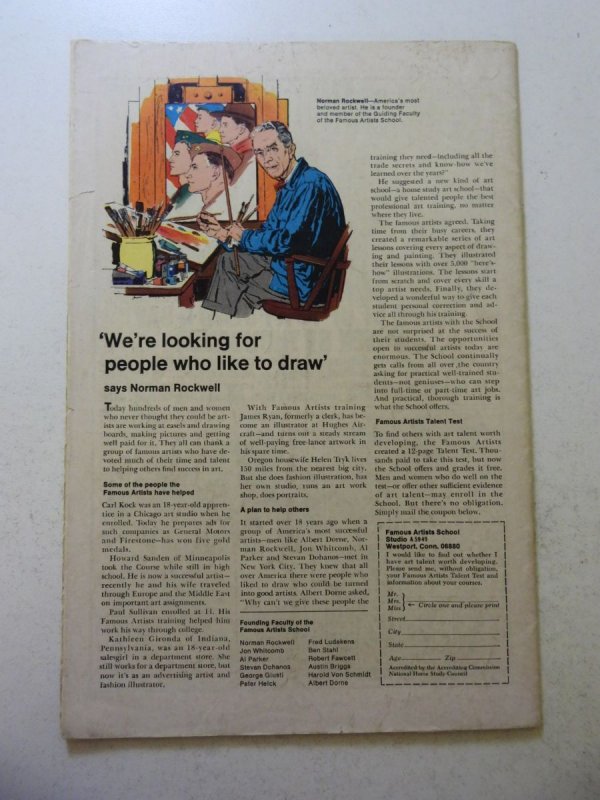 Norman Rockwell—America's most
beloved artist. He is a founder
and member of the Guiding Faculty
of the Famous Artists School.
'We're looking for
people who like to draw'
says Norman Rockwell
Today hundreds of men and women
who never thought they could be art-
ists are working at easels and drawing
boards, making pictures and getting
well paid for it. They all can thank a
group of famous artists who have de-
voted much of their time and talent
to helping others find success in art.
Some of the people the
Famous Artists have helped
Carl Kock was an 18-year-old appren-
tice in a Chicago art studio when he
enrolled. Today he prepares ads for
such companies as General Motors
and Firestone—has won five gold
medals.
Howard Sanden of Minneapolis
took the Course while still in high
school. He is now a successful artist—
recently he and his wife traveled
through Europe and the Middle East
on important art assignments.
Paul Sullivan enrolled at 14. His
Famous Artists training helped him
work his way through college.
Kathleen Gironda of Indiana,
Pennsylvania, was an 18-year-old
salesgirl in a department store. She
still works for a department store, but
now it's as an advertising artist and
fashion illustrator.
With Famous Artists training
James Ryan, formerly a clerk, has be-
come an illustrator at Hughes Air-
craft—and turns out a steady stream
of well-paying free-lance artwork in
his spare time.
Oregon housewife Helen Tryk lives
150 miles from the nearest big city.
But she does fashion illustration, has
her own studio, runs an art work
shop, does portraits.
A plan to help others
It started over 18 years ago when a
group of America's most successful
artists—men like Albert Dorne, Nor-
man Rockwell, Jon Whitcomb, Al
Parker and Stevan Dohanos—met in
New York City. They knew that all
over America there were people who
liked to draw who could be turned
into good artists. Albert Dorne asked,
"Why can't we give these people the
Founding Faculty of the
Famous Artists School
Norman Rockwell
Jon Whitcomb
Al Parker
Stevan Dohanos
George Giusti
Peter Helck
Fred Ludekens
Ben Stahl
Robert Fawcett
Austin Briggs
Harold Von Schmidt
Albert Dorne
training they need—including all the
trade secrets and know-how we've
learned over the years?"
He suggested a new kind of art
school—a home study art school—that
would give talented people the best
professional art training, no matter
where they live.
The famous artists agreed. Taking
time from their busy careers, they
created a remarkable series of art
lessons covering every aspect of draw-
ing and painting. They illustrated
their lessons with over 5,000 "here's-
how" illustrations. The lessons start
from scratch and cover every skill a
top artist needs. Finally, they de-
veloped a wonderful way to give each
student personal correction and ad-
vice all through his training.
The famous artists with the School
are not surprised at the success of
their students. The opportunities
open to successful artists today are
enormous. The School continually
gets calls from all over the country
asking for practical well-trained stu-
dents—not geniuses—who can step
into full-time or part-time art jobs.
And practical, thorough training is
what the School offers.
Famous Artists Talent Test
To find others with art talent worth
developing, the Famous Artists
created a 12-page Talent Test. Thou-
sands paid to take this test, but now
the School offers and grades it free.
Men and women who do well on the
test—or offer other sufficient evidence
of art talent—may enroll in the
School. But there's no obligation.
Simply mail the coupon below.
Famous Artists School
Studio
Westport, Conn. 06880
I would like to find out whether I
have art talent worth developing.
Please send me, without obligation,
your Famous Artists Talent Test and
information about your courses.
Mr.
Mrs.
Miss ← Circle one and please print
Street
City
State
Age Zip
Accredited by the Accrediting Commission
National Home Study Council